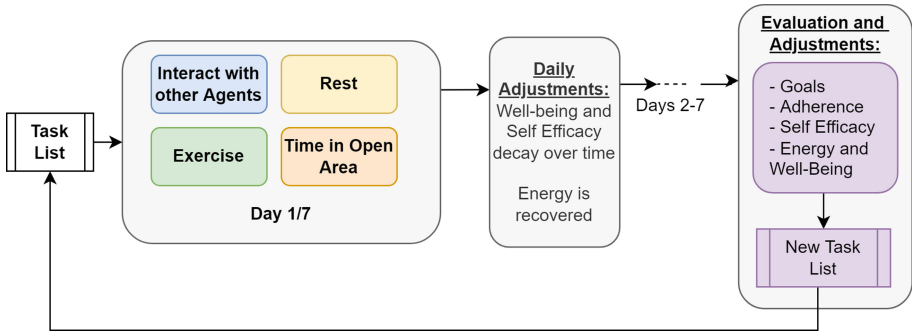 Task
List
Interact with
other Agents
Rest
Exercise
Time in Open
Area
Day 1/7
Daily
Adjustments:
Well-being and
Self Efficacy
decay over time
Energy is
recovered
Days 2-7
Evaluation and
Adjustments:
- Goals
- Adherence
- Self Efficacy
- Energy and
Well-Being
New Task
List